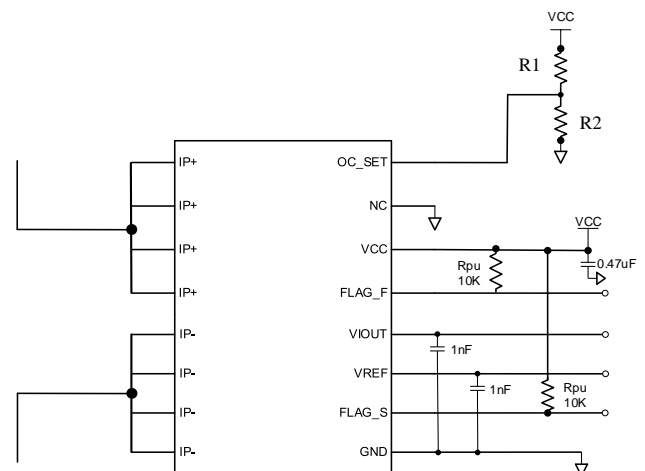 VCC
R1
R2
IP+
OC_SET
IP+
NC
VCC
IP+
VCC
Rpu
10K
0.47uF
IP+
FLAG_F
IP-
VIOUT
1nF
IP-
VREF
1nF
Rpu
10K
IP-
FLAG_S
IP-
GND